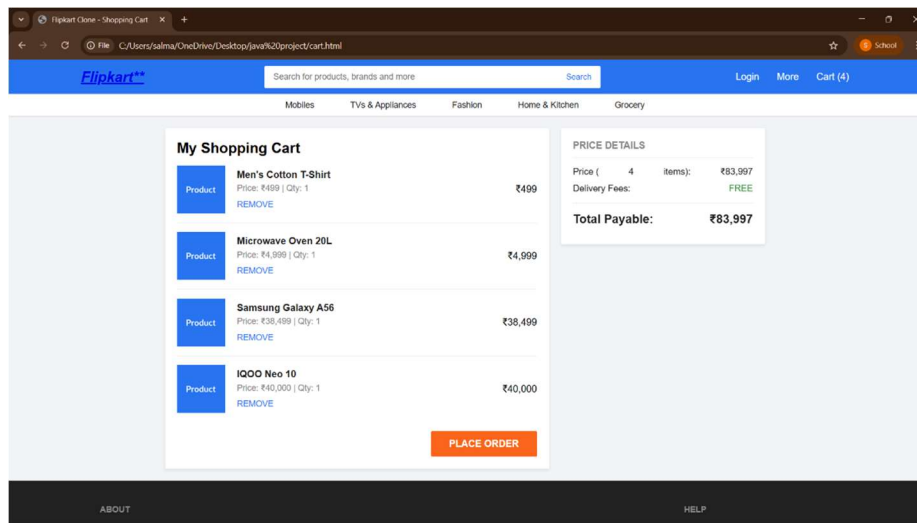 Flipkart Clone - Shopping Cart
File C:/Users/salma/OneDrive/Desktop/java%20project/cart.html
S School
Flipkart**
Search for products, brands and more Search
Login More Cart (4)
Mobiles TVs & Appliances Fashion Home & Kitchen Grocery
My Shopping Cart
Product
Men's Cotton T-Shirt
Price: ₹499 | Qty: 1
REMOVE
₹499
Product
Microwave Oven 20L
Price: ₹4,999 | Qty: 1
REMOVE
₹4,999
Product
Samsung Galaxy A56
Price: ₹38,499 | Qty: 1
REMOVE
₹38,499
Product
IQOO Neo 10
Price: ₹40,000 | Qty: 1
REMOVE
₹40,000
PLACE ORDER
PRICE DETAILS
Price ( 4 items): ₹83,997
Delivery Fees: FREE
Total Payable: ₹83,997
ABOUT HELP